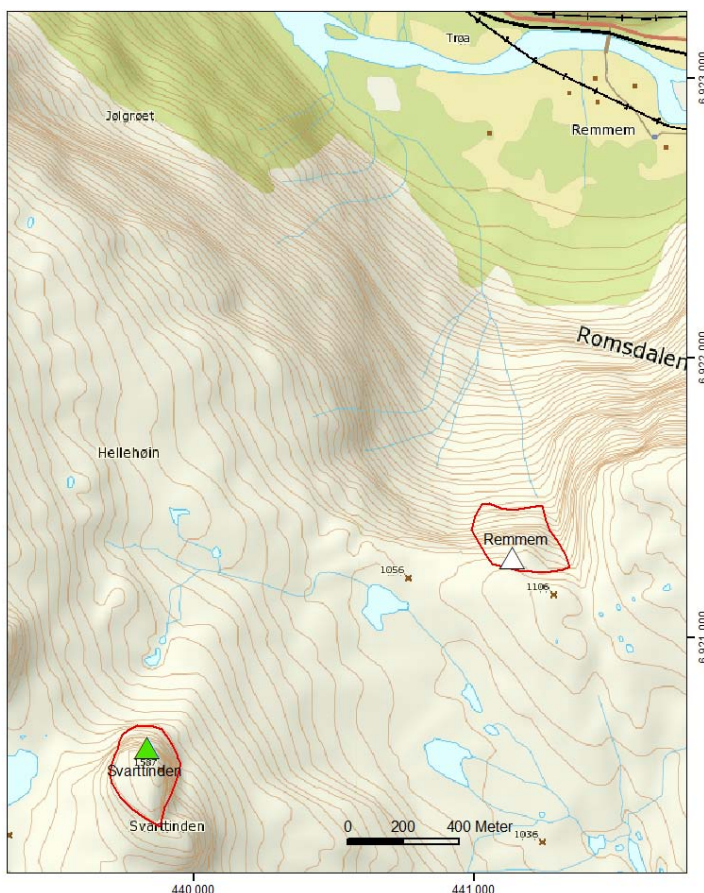 Trøa
6.923.000
Jølgrøet
Remmem
Romsdalen
6.922.000
Hellehøin
Remmem
1056
1106
6.921.000
1587
Svarttinden
Svarttinden
0 200 400 Meter
1036
440.000 441.000